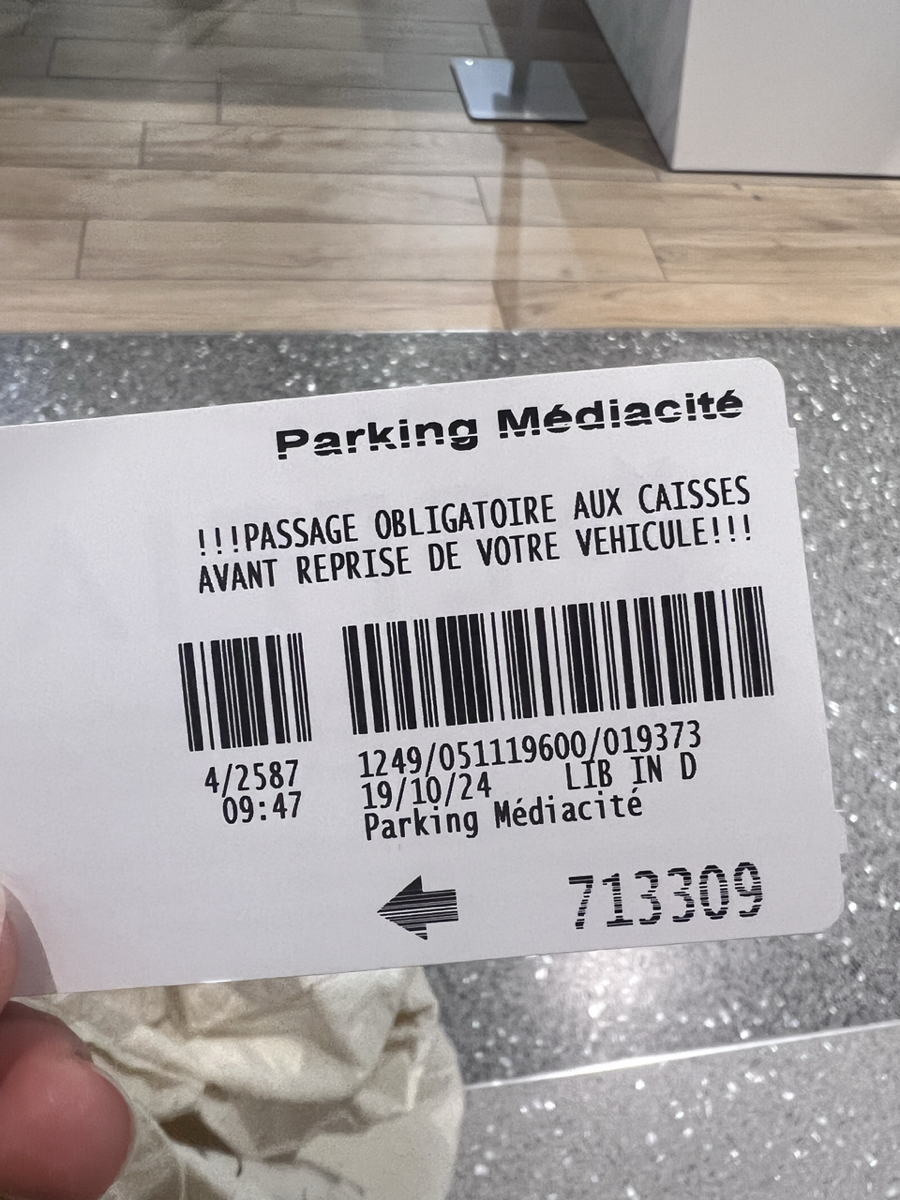 Parking Médiacité
!!!PASSAGE OBLIGATOIRE AUX CAISSES
AVANT REPRISE DE VOTRE VEHICULE!!!
4/2587
09:47
1249/051119600/019373
19/10/24 LIB IN D
Parking Médiacité
713309